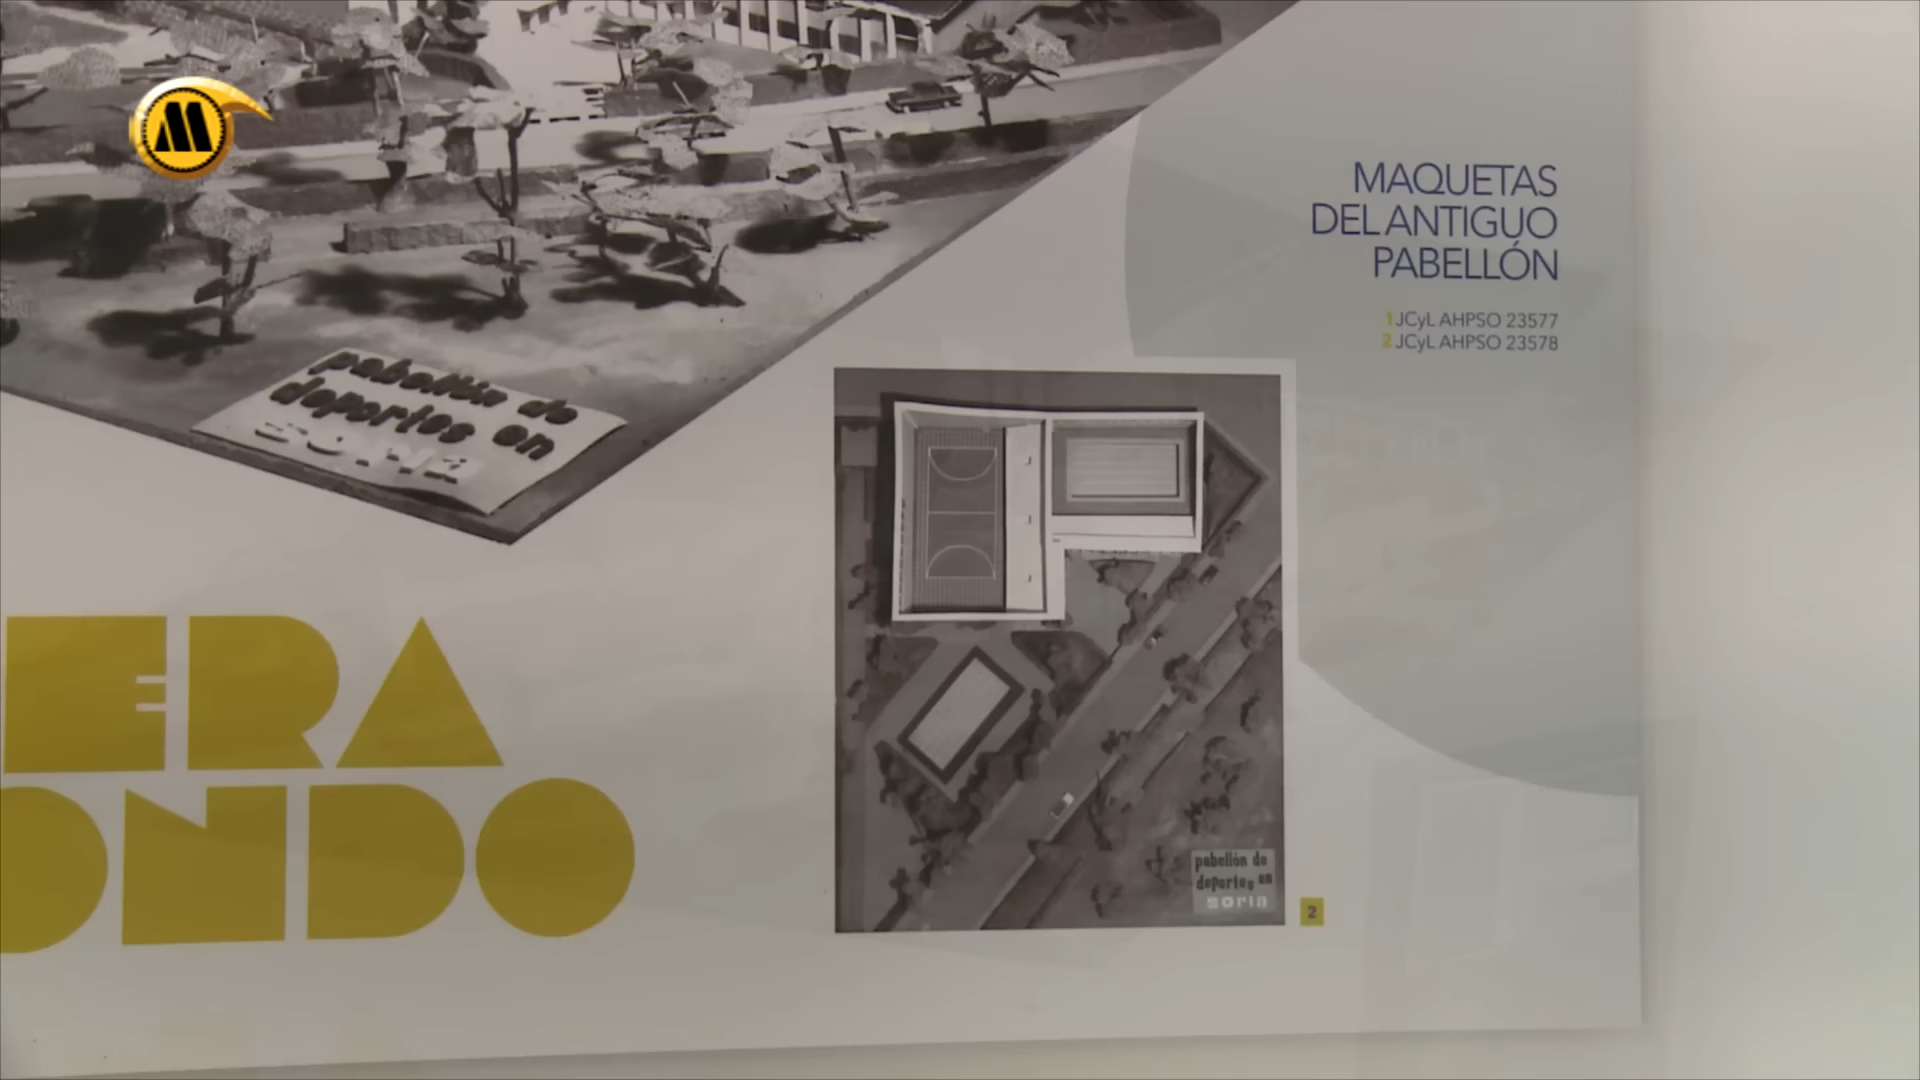 M
MAQUETAS
DEL ANTIGUO
PABELLÓN
1 JCyL AHPSO 23577
2 JCyL AHPSO 23578
pabellón de
deportes en
soria
ERA
ONDO
pabellón de
deportes en
soria
2